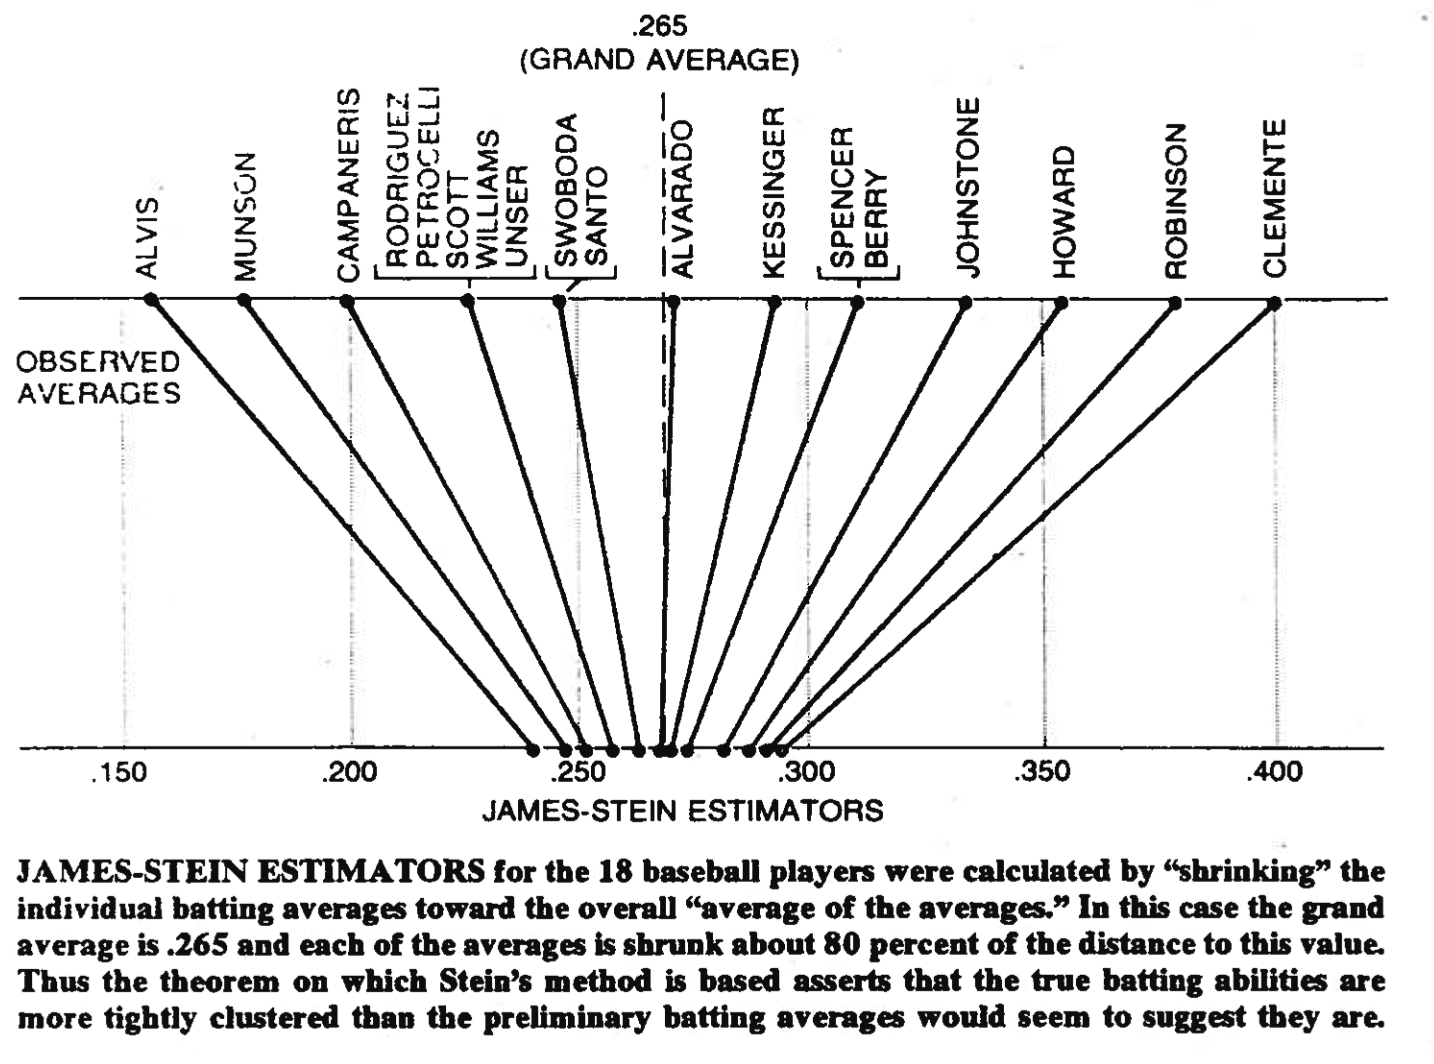 .265
(GRAND AVERAGE)
ALVIS
MUNSON
CAMPANERIS
RODRIGUEZ
PETROCELLI
SCOTT
WILLIAMS
UNSER
SWOBODA
SANTO
ALVARADO
KESSINGER
SPENCER
BERRY
JOHNSTONE
HOWARD
ROBINSON
CLEMENTE
OBSERVED
AVERAGES
.150 .200 .250 .300 .350 .400
JAMES-STEIN ESTIMATORS
JAMES-STEIN ESTIMATORS for the 18 baseball players were calculated by “shrinking” the
individual batting averages toward the overall “average of the averages.” In this case the grand
average is .265 and each of the averages is shrunk about 80 percent of the distance to this value.
Thus the theorem on which Stein’s method is based asserts that the true batting abilities are
more tightly clustered than the preliminary batting averages would seem to suggest they are.